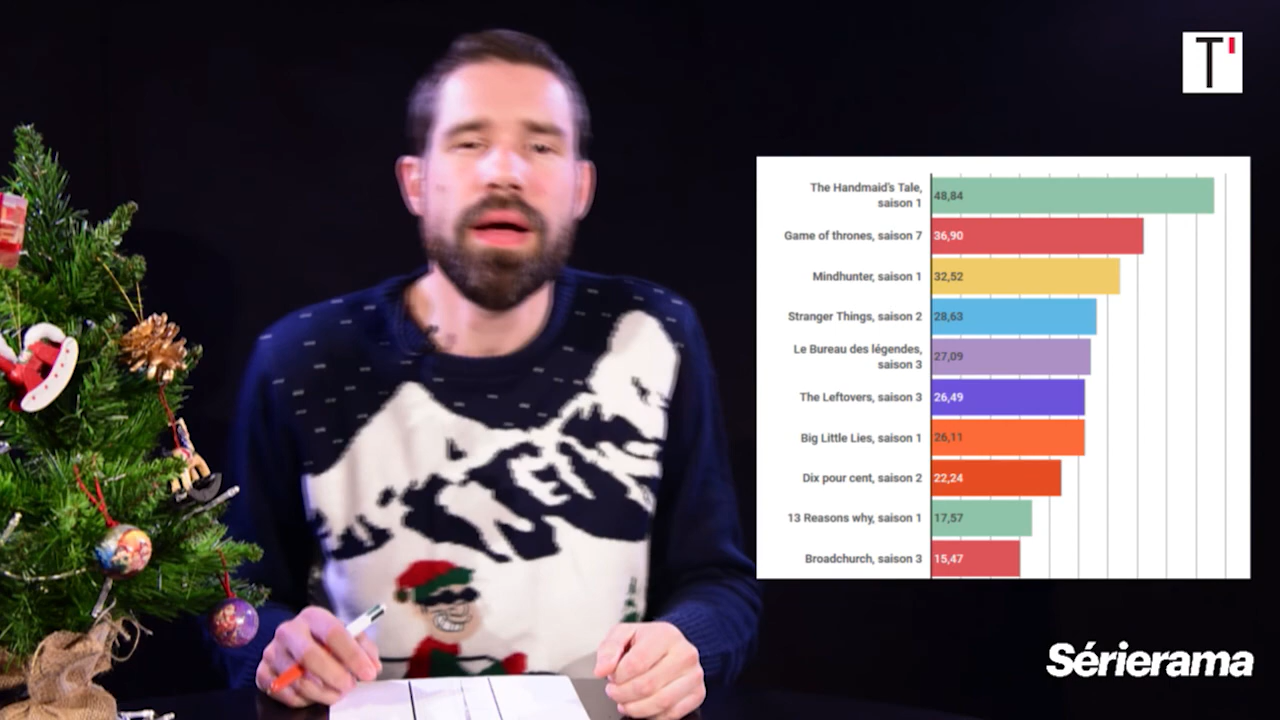 T'
The Handmaid's Tale,
saison 1
48,84
Game of thrones, saison 7
36,90
Mindhunter, saison 1
32,52
Stranger Things, saison 2
28,63
Le Bureau des légendes,
saison 3
27,09
The Leftovers, saison 3
26,49
Big Little Lies, saison 1
26,11
Dix pour cent, saison 2
22,24
13 Reasons why, saison 1
17,57
Broadchurch, saison 3
15,47
Sérierama